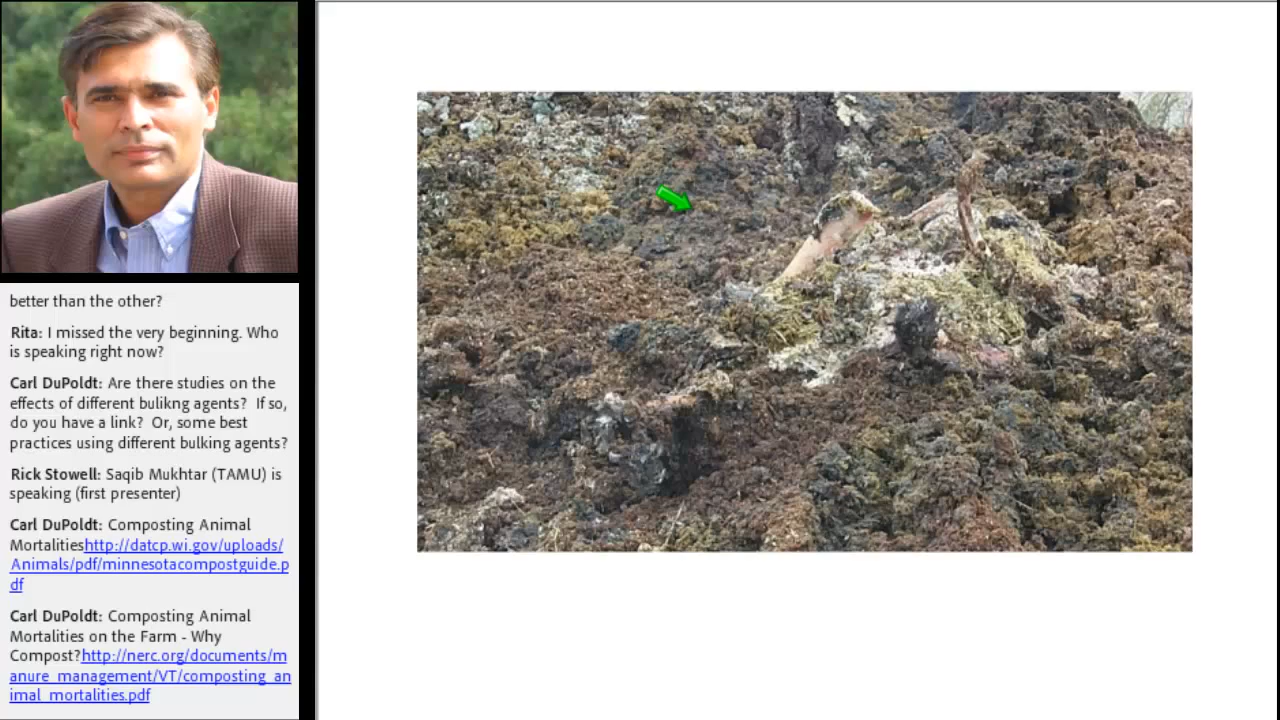 better than the other?
Rita: I missed the very beginning. Who
is speaking right now?
Carl DuPoldt: Are there studies on the
effects of different bulikng agents?  If so,
do you have a link?  Or, some best
practices using different bulking agents?
Rick Stowell: Saqib Mukhtar (TAMU) is
speaking (first presenter)
Carl DuPoldt: Composting Animal
Mortalitieshttp://datcp.wi.gov/uploads/
Animals/pdf/minnesotacompostguide.p
df
Carl DuPoldt: Composting Animal
Mortalities on the Farm - Why
Compost?http://nerc.org/documents/m
anure_management/VT/composting_an
imal_mortalities.pdf